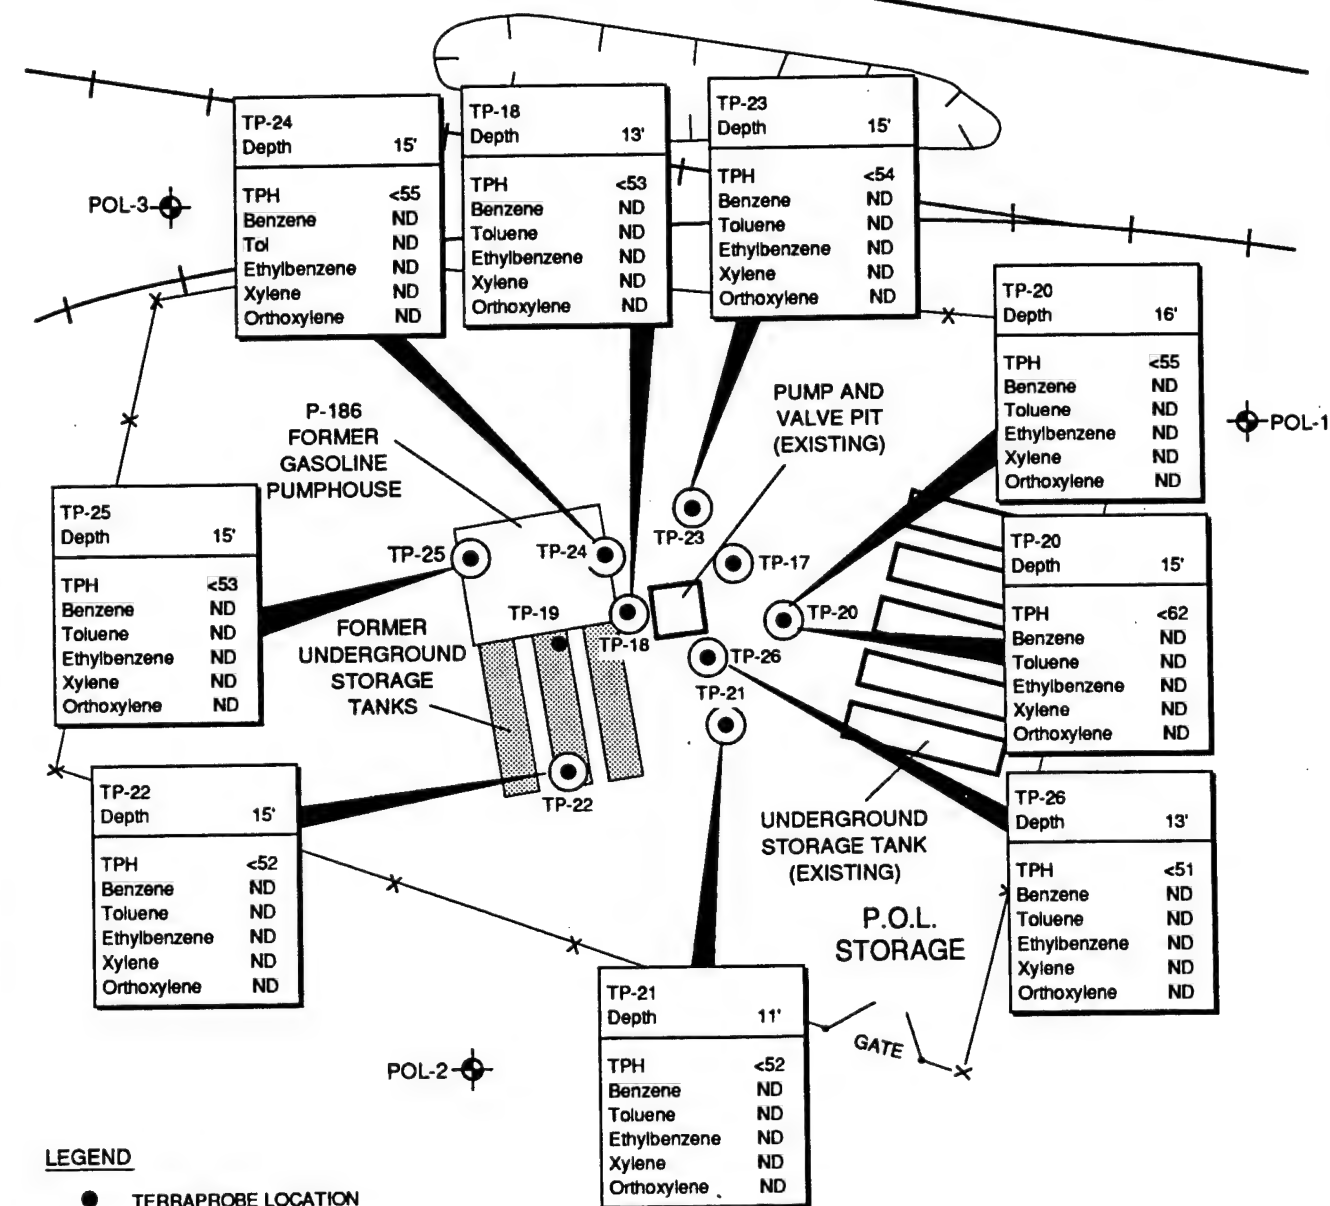 TP-24
Depth 15'
TPH <55
Benzene ND
Tol ND
Ethylbenzene ND
Xylene ND
Orthoxylene ND
TP-18
Depth 13'
TPH <53
Benzene ND
Toluene ND
Ethylbenzene ND
Xylene ND
Orthoxylene ND
TP-23
Depth 15'
TPH <54
Benzene ND
Toluene ND
Ethylbenzene ND
Xylene ND
Orthoxylene ND
POL-3
TP-20
Depth 16'
TPH <55
Benzene ND
Toluene ND
Ethylbenzene ND
Xylene ND
Orthoxylene ND
POL-1
P-186
FORMER
GASOLINE
PUMPHOUSE
PUMP AND
VALVE PIT
(EXISTING)
TP-25
Depth 15'
TPH <53
Benzene ND
Toluene ND
Ethylbenzene ND
Xylene ND
Orthoxylene ND
TP-25
TP-24
TP-23
TP-17
TP-19
TP-18
TP-20
TP-26
TP-21
TP-22
FORMER
UNDERGROUND
STORAGE
TANKS
TP-20
Depth 15'
TPH <62
Benzene ND
Toluene ND
Ethylbenzene ND
Xylene ND
Orthoxylene ND
TP-22
Depth 15'
TPH <52
Benzene ND
Toluene ND
Ethylbenzene ND
Xylene ND
Orthoxylene ND
UNDERGROUND
STORAGE TANK
(EXISTING)
P.O.L.
STORAGE
TP-26
Depth 13'
TPH <51
Benzene ND
Toluene ND
Ethylbenzene ND
Xylene ND
Orthoxylene ND
TP-21
Depth 11'
TPH <52
Benzene ND
Toluene ND
Ethylbenzene ND
Xylene ND
Orthoxylene ND
GATE
POL-2
LEGEND
TERRAPROBE LOCATION